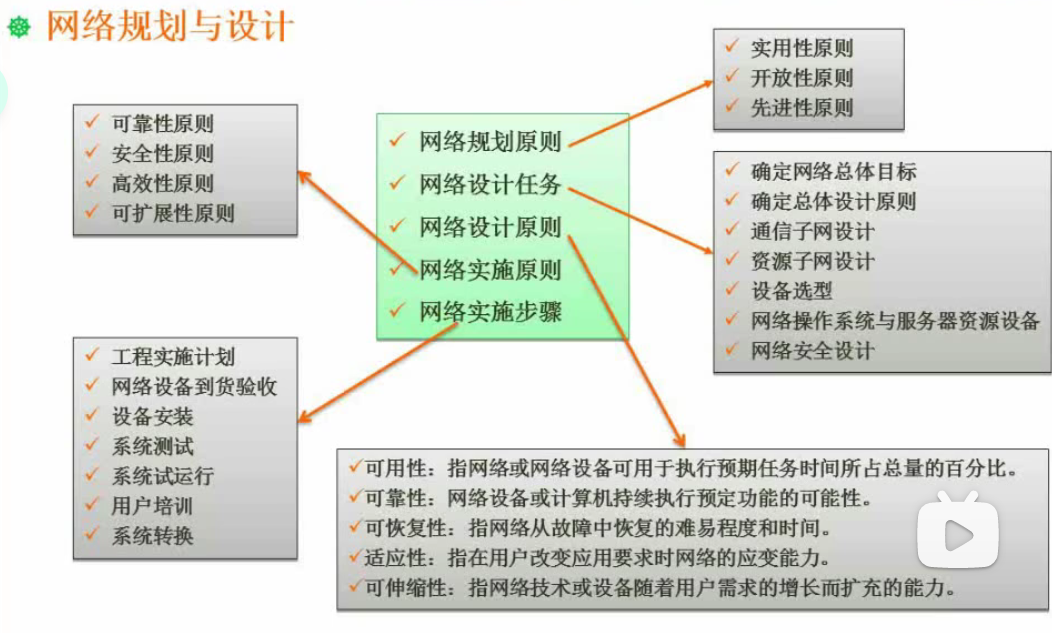 网络规划与设计
实用性原则
开放性原则
先进性原则
可靠性原则
安全性原则
高效性原则
可扩展性原则
网络规划原则
网络设计任务
网络设计原则
网络实施原则
网络实施步骤
确定网络总体目标
确定总体设计原则
通信子网设计
资源子网设计
设备选型
网络操作系统与服务器资源设备
网络安全设计
工程实施计划
网络设备到货验收
设备安装
系统测试
系统试运行
用户培训
系统转换
可用性：指网络或网络设备可用于执行预期任务时间所占总量的百分比。
可靠性：网络设备或计算机持续执行预定功能的可能性。
可恢复性：指网络从故障中恢复的难易程度和时间。
适应性：指在用户改变应用要求时网络的应变能力。
可伸缩性：指网络技术或设备随着用户需求的增长而扩充的能力。